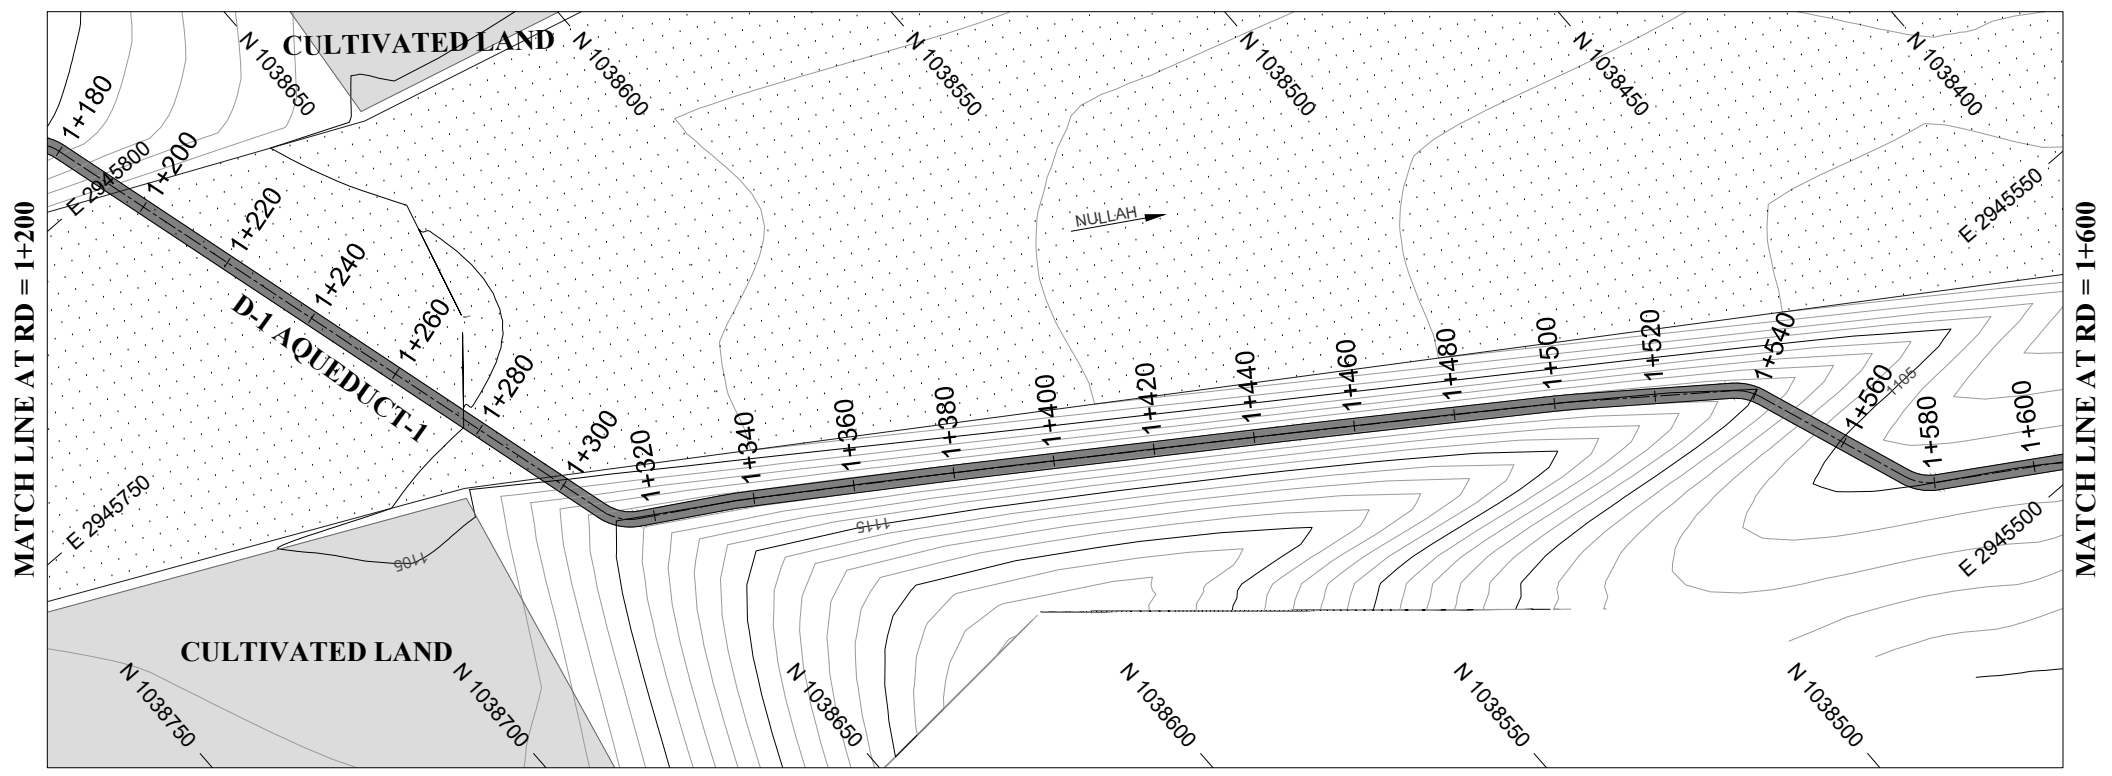 CULTIVATED LAND
N 1038650
N 1038600
N 1038550
N 1038500
N 1038450
N 1038400
1+180
E 2945800
1+200
1+220
1+240
1+260
1+280
1+300
1+320
1+340
1+360
1+380
1+400
1+420
1+440
1+460
1+480
1+500
1+520
1+540
1+560
1+580
1+600
NULLAH
E 2945550
D-1 AQUEDUCT-1
MATCH LINE AT RD = 1+200
MATCH LINE AT RD = 1+600
1105
E 2945750
1115
1105
E 2945500
CULTIVATED LAND
N 1038750
N 1038700
N 1038650
N 1038600
N 1038550
N 1038500